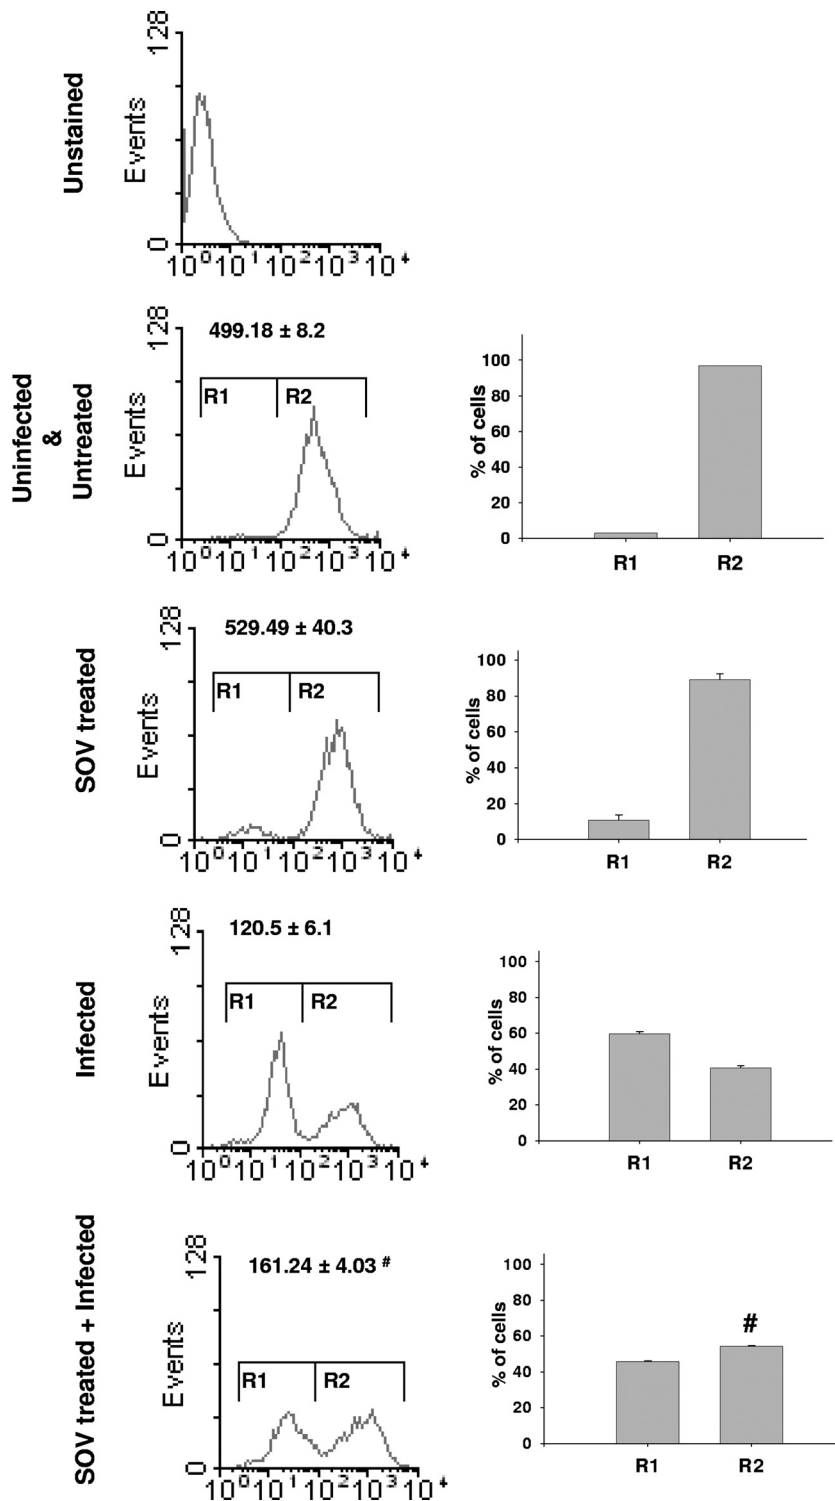 Unstained
Events
128
0
10⁰ 10¹ 10² 10³ 10⁴
Uninfected
&
Untreated
Events
128
0
499.18 ± 8.2
R1 R2
10⁰ 10¹ 10² 10³ 10⁴
% of cells
100
80
60
40
20
0
R1 R2
SOV treated
Events
128
0
529.49 ± 40.3
R1 R2
10⁰ 10¹ 10² 10³ 10⁴
% of cells
100
80
60
40
20
0
R1 R2
Infected
Events
128
0
120.5 ± 6.1
R1 R2
10⁰ 10¹ 10² 10³ 10⁴
% of cells
100
80
60
40
20
0
R1 R2
SOV treated + Infected
Events
128
0
161.24 ± 4.03 #
R1 R2
10⁰ 10¹ 10² 10³ 10⁴
% of cells
100
80
60
40
20
0
#
R1 R2